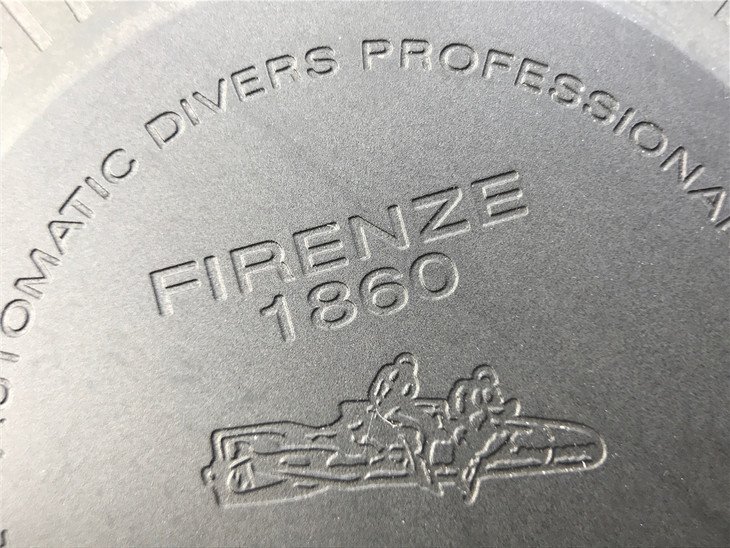 AUTOMATIC DIVERS PROFESSIONAL
FIRENZE
1860